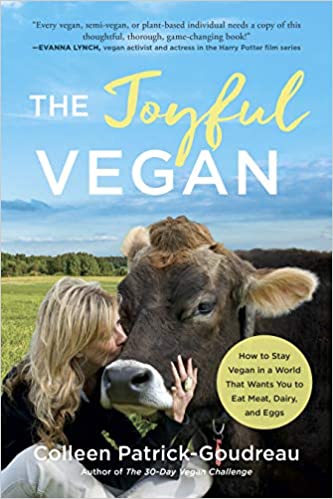 "Every vegan, semi-vegan, or plant-based individual needs a copy of this
thoughtful, thorough, game-changing book!"
—EVANNA LYNCH, vegan activist and actress in the Harry Potter film series
THE Joyful
VEGAN
How to Stay
Vegan in a World
That Wants You to
Eat Meat, Dairy,
and Eggs
Colleen Patrick-Goudreau
Author of The 30-Day Vegan Challenge